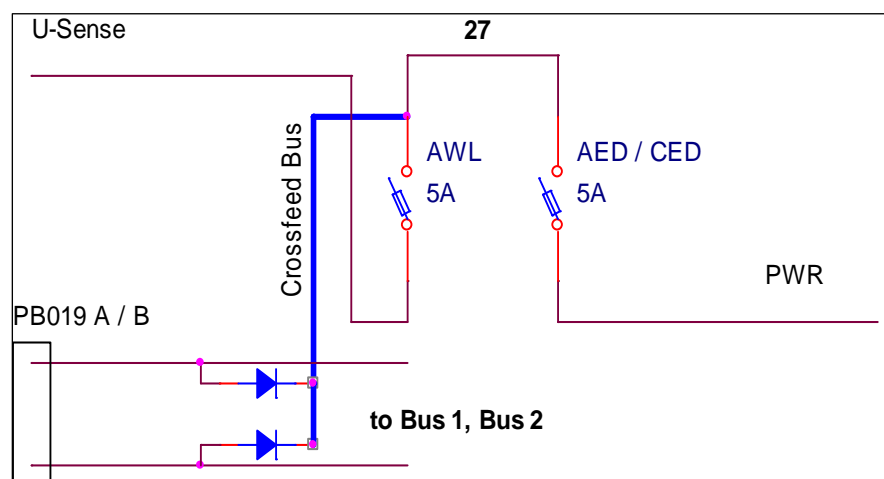 U-Sense
27
Crossfeed Bus
AWL
5A
AED / CED
5A
PWR
PB019 A / B
to Bus 1, Bus 2